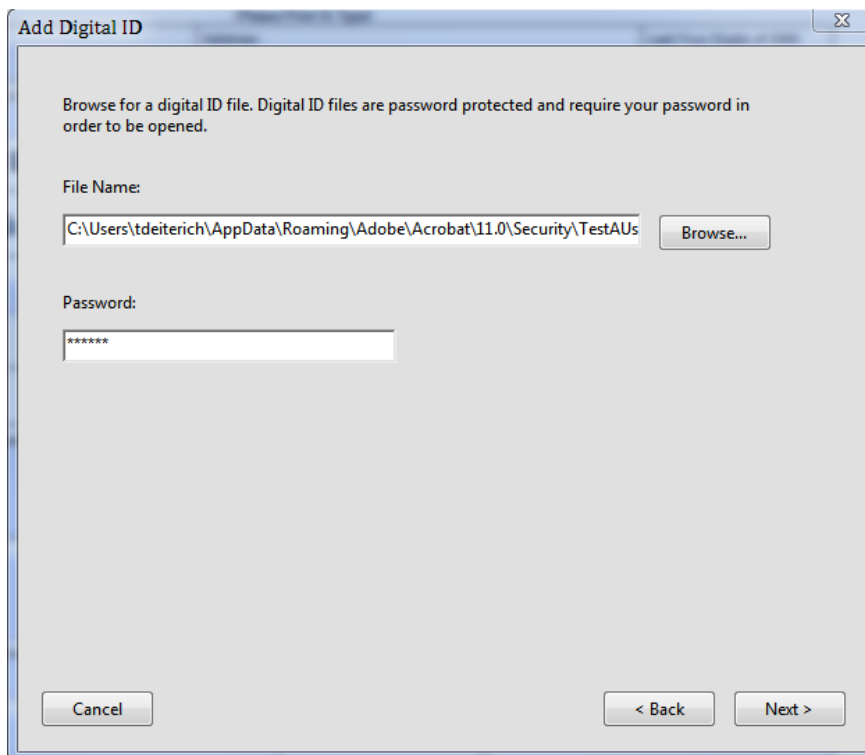 Add Digital ID
Browse for a digital ID file. Digital ID files are password protected and require your password in
order to be opened.
File Name:
C:\Users\tdeiterich\AppData\Roaming\Adobe\Acrobat\11.0\Security\TestAUs
Browse...
Password:
******
Cancel
< Back
Next >